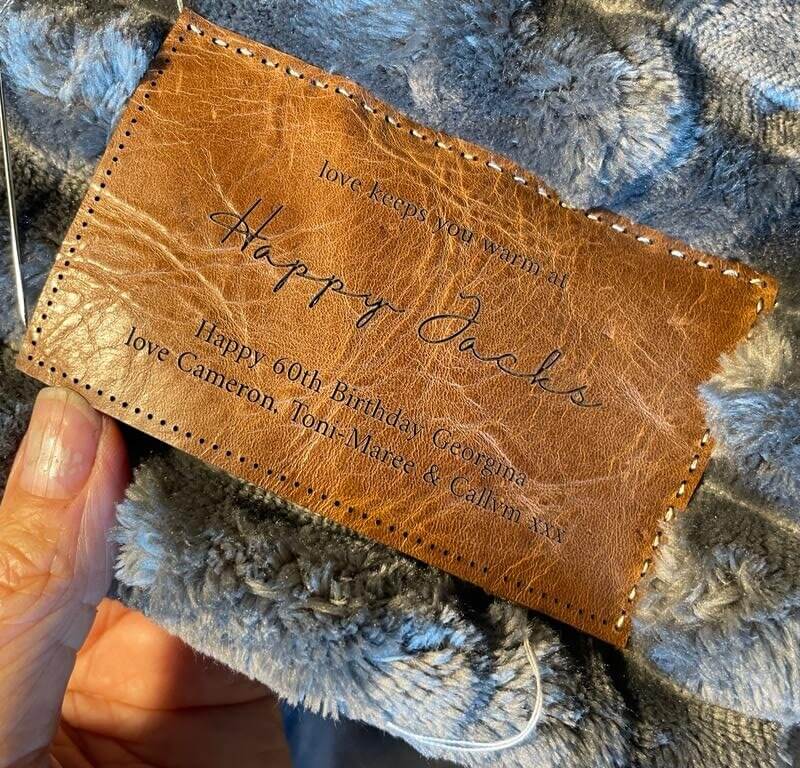 love keeps you warm at
Happy Jacks
Happy 60th Birthday Georgina
love Cameron, Toni-Maree & Callym xxx